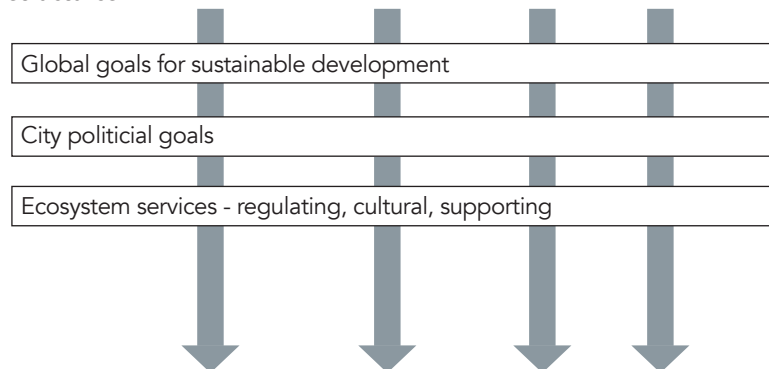 Global goals for sustainable development
City politicial goals
Ecosystem services - regulating, cultural, supporting